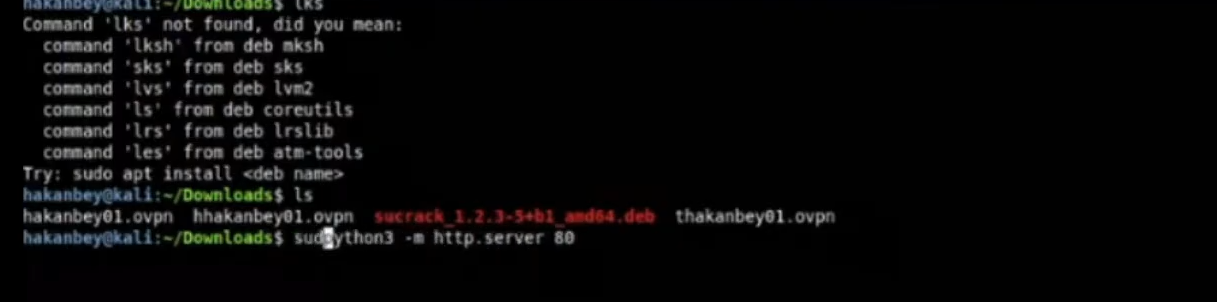 hakanbey@kali:~/Downloads$ lks
Command 'lks' not found, did you mean:
  command 'lksh' from deb mksh
  command 'sks' from deb sks
  command 'lvs' from deb lvm2
  command 'ls' from deb coreutils
  command 'lrs' from deb lrslib
  command 'les' from deb atm-tools
Try: sudo apt install <deb name>
hakanbey@kali:~/Downloads$ ls
hakanbey01.ovpn  hhakanbey01.ovpn  sucrack_1.2.3-5+b1_amd64.deb  thakanbey01.ovpn
hakanbey@kali:~/Downloads$ sudpython3 -m http.server 80